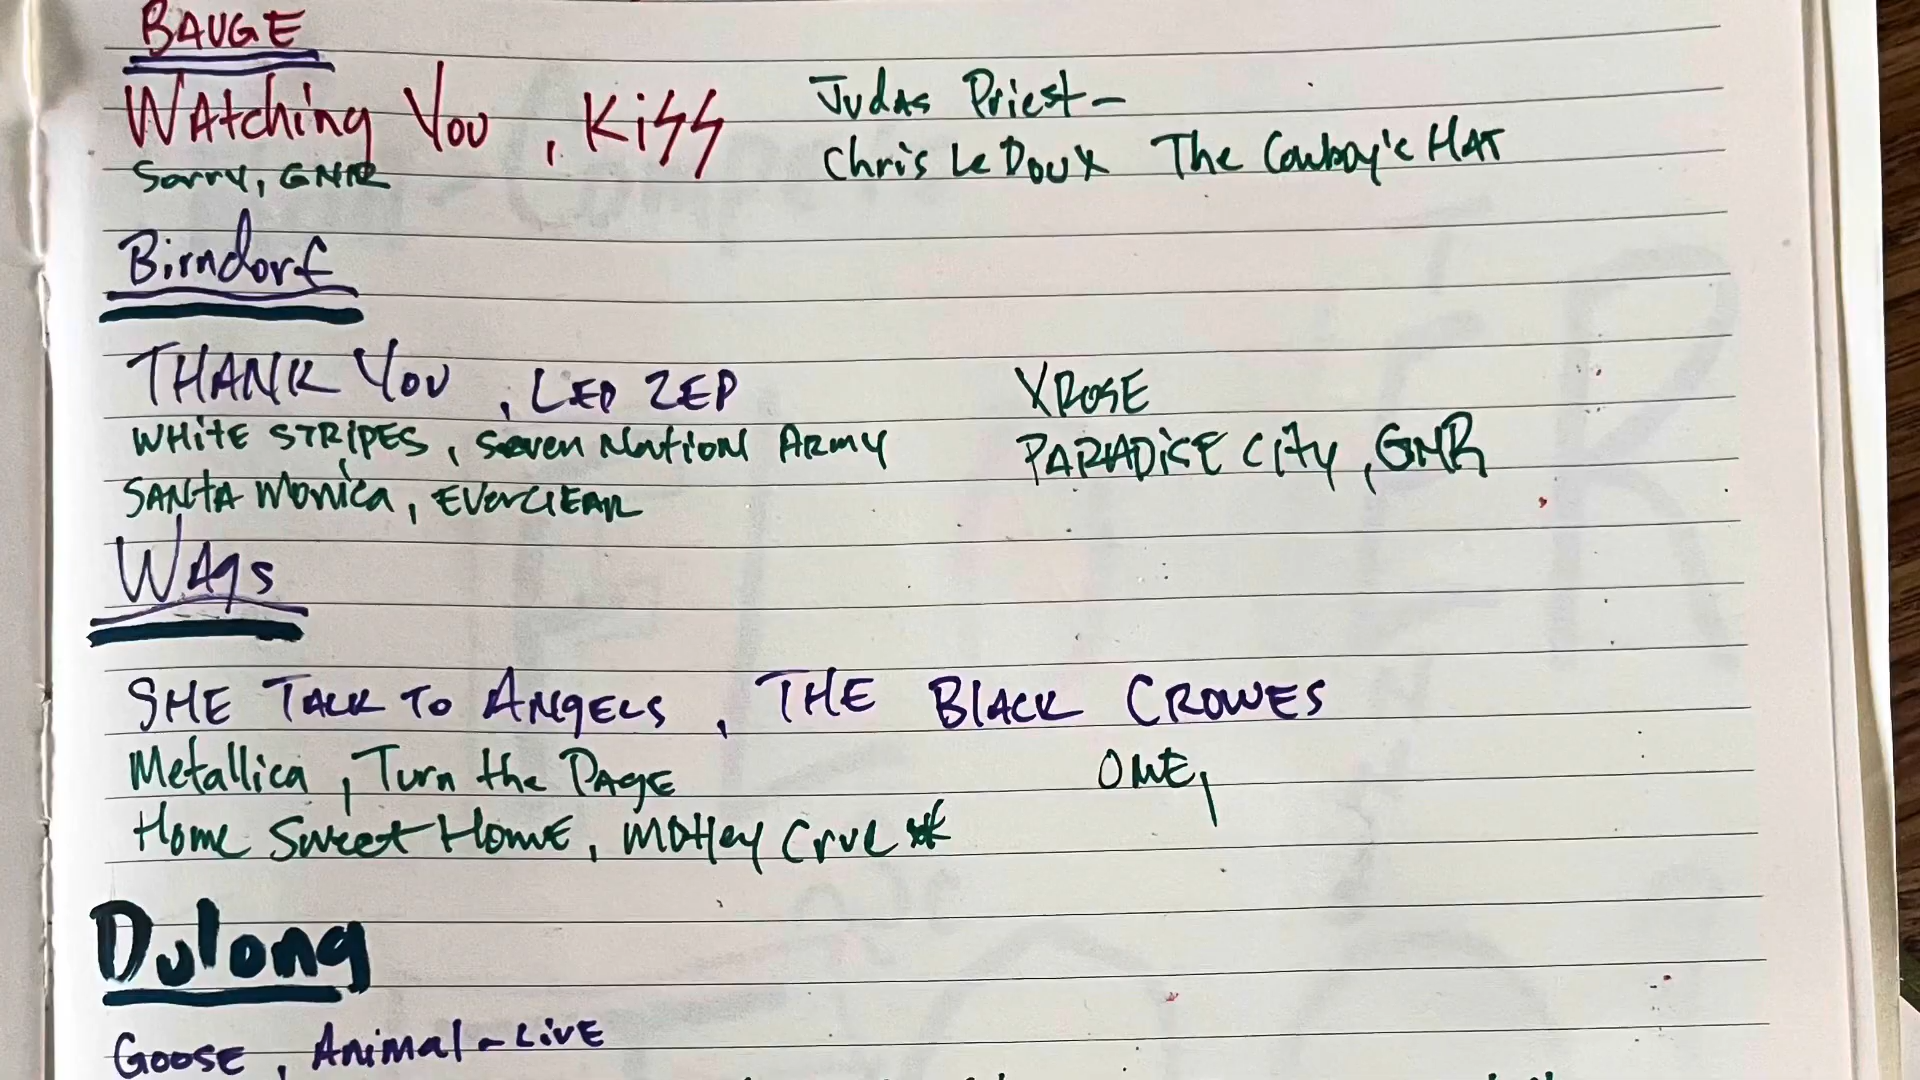 BAUGE
Watching You, KiSS
Sorry, GNR
Judas Priest-
Chris LeDoux The Cowboy's HAT
Birndorf
THANK You, LED ZEP
WHITE STRIPES, Seven Nation Army
SANTA Monica, EVERCLEAR
YROSE
PARADISE City, GNR
WAgs
SHE TALK TO ANgELS, THE BLACK CROWES
Metallica, Turn the PAGE
Home Sweet Home, Motley Crue
ONE,
Dulong
GOOSE, Animal-LIVE